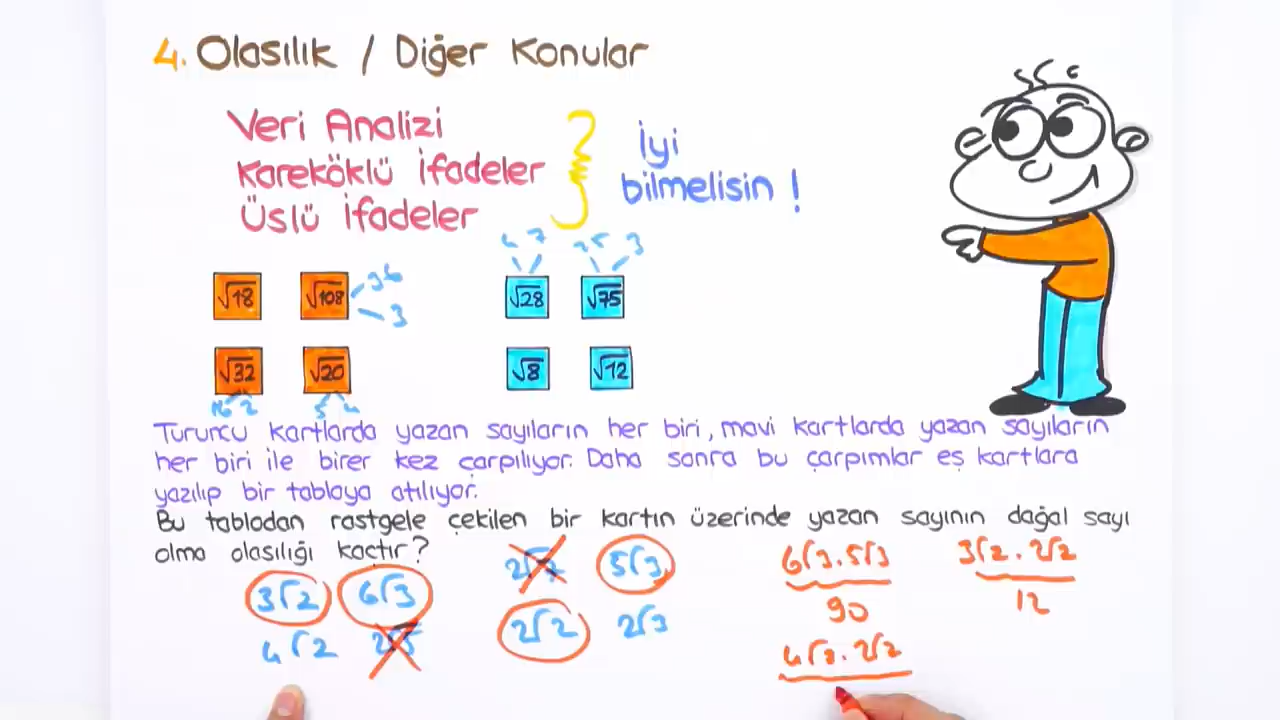 4. Olasılık / Diğer Konular
Veri Analizi
Kareköklü İfadeler
Üslü İfadeler
İyi
bilmelisin !
4 7 25 3
√18 √108 36 3 √28 √75
√32 √20 √8 √12
16 2 5 4
Turuncu kartlarda yazan sayıların her biri, mavi kartlarda yazan sayıların
her biri ile birer kez çarpılıyor. Daha sonra bu çarpımlar eş kartlara
yazılıp bir tablaya atılıyor.
Bu tablodan rastgele çekilen bir kartın üzerinde yazan sayının dağal sayı
olma olasılığı kaçtır?
3√2 6√3 2√7 5√3 6√3.5√3 3√2.2√2
4√2 2√5 2√2 2√3 90 12
4√2.2√2